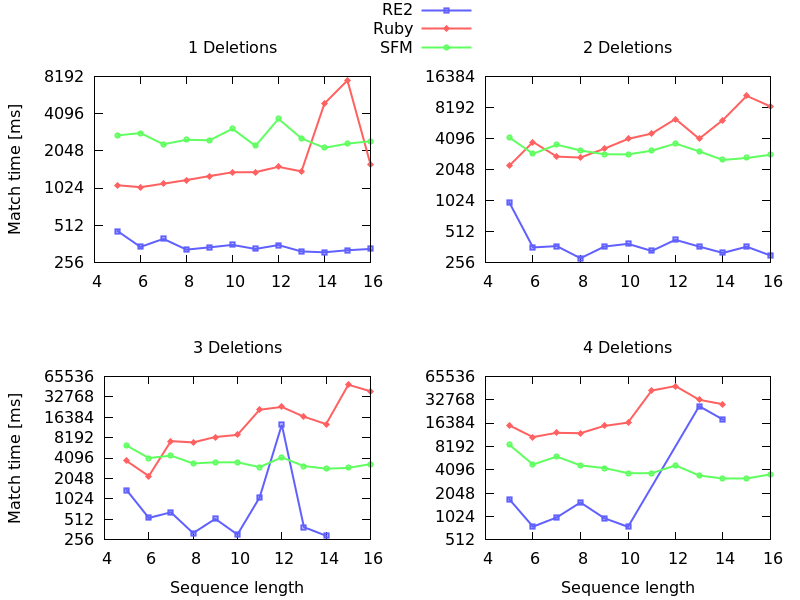 RE2
Ruby
SFM
1 Deletions
2 Deletions
Match time [ms]
8192
4096
2048
1024
512
256
4 6 8 10 12 14 16
16384
8192
4096
2048
1024
512
256
4 6 8 10 12 14 16
3 Deletions
4 Deletions
Match time [ms]
65536
32768
16384
8192
4096
2048
1024
512
256
4 6 8 10 12 14 16
Sequence length
65536
32768
16384
8192
4096
2048
1024
512
4 6 8 10 12 14 16
Sequence length